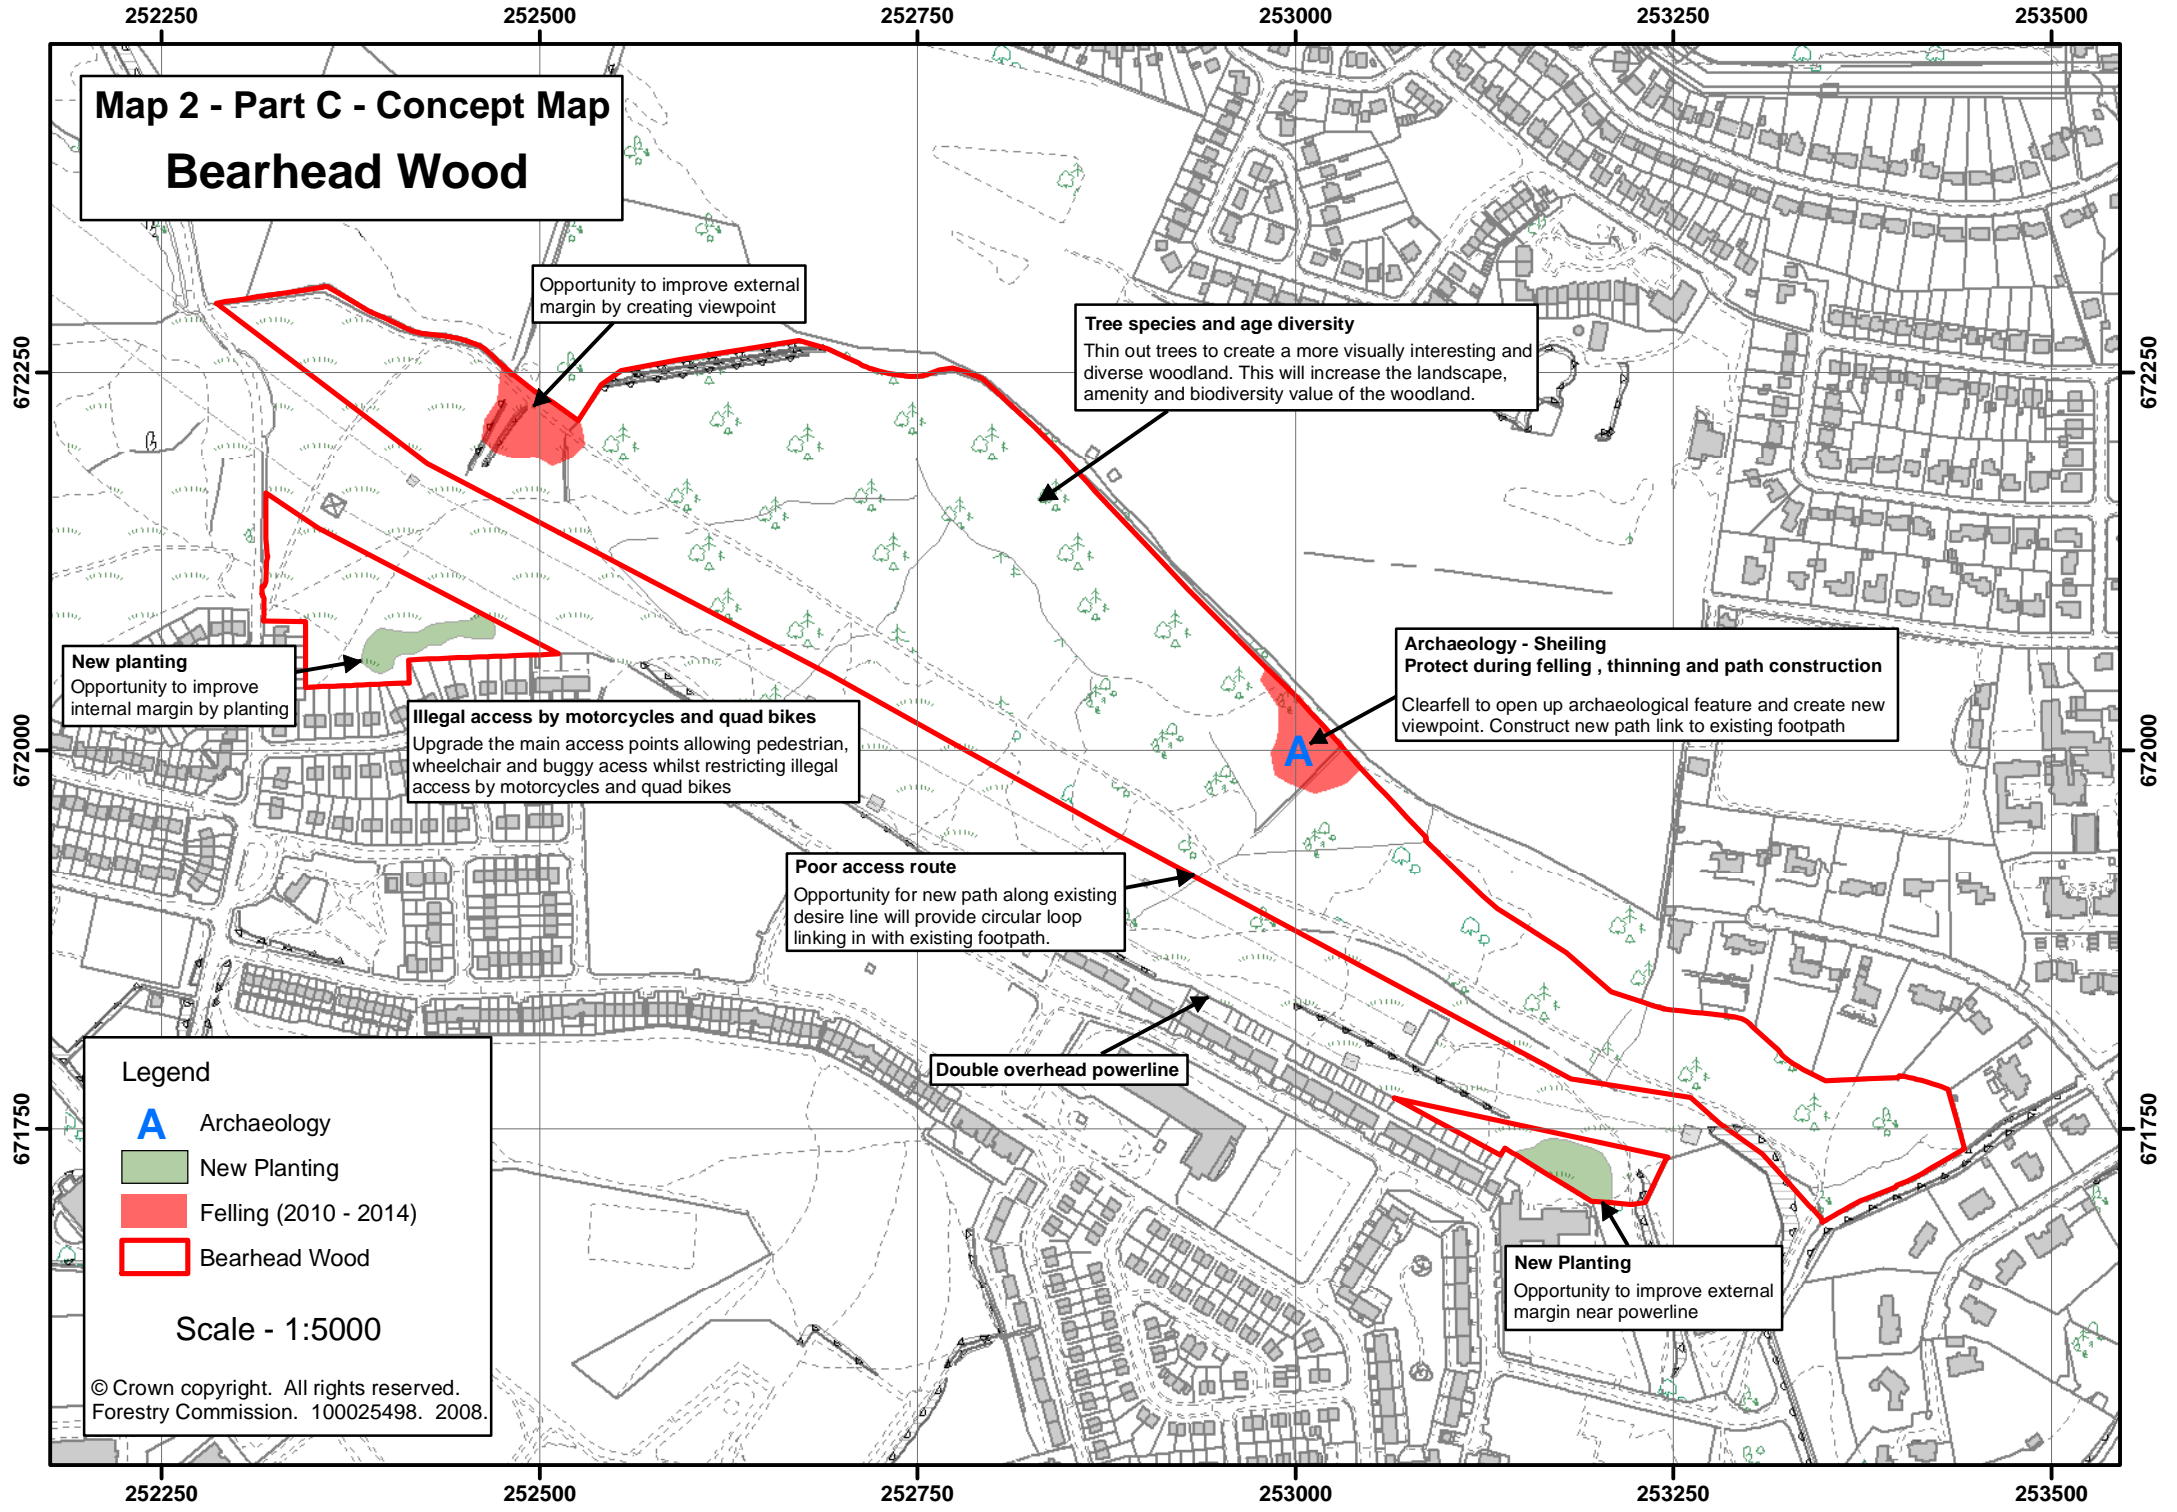 252250 252500 252750 253000 253250 253500
Map 2 - Part C - Concept Map
Bearhead Wood
Opportunity to improve external
margin by creating viewpoint
Tree species and age diversity
Thin out trees to create a more visually interesting and
diverse woodland. This will increase the landscape,
amenity and biodiversity value of the woodland.
672250
672250
New planting
Opportunity to improve
internal margin by planting
Archaeology - Sheiling
Protect during felling , thinning and path construction
Clearfell to open up archaeological feature and create new
viewpoint. Construct new path link to existing footpath
Illegal access by motorcycles and quad bikes
Upgrade the main access points allowing pedestrian,
wheelchair and buggy acess whilst restricting illegal
access by motorcycles and quad bikes
A
672000
672000
Poor access route
Opportunity for new path along existing
desire line will provide circular loop
linking in with existing footpath.
Double overhead powerline
671750
671750
New Planting
Opportunity to improve external
margin near powerline
Legend
A Archaeology
New Planting
Felling (2010 - 2014)
Bearhead Wood
Scale - 1:5000
© Crown copyright. All rights reserved.
Forestry Commission. 100025498. 2008.
252250 252500 252750 253000 253250 253500